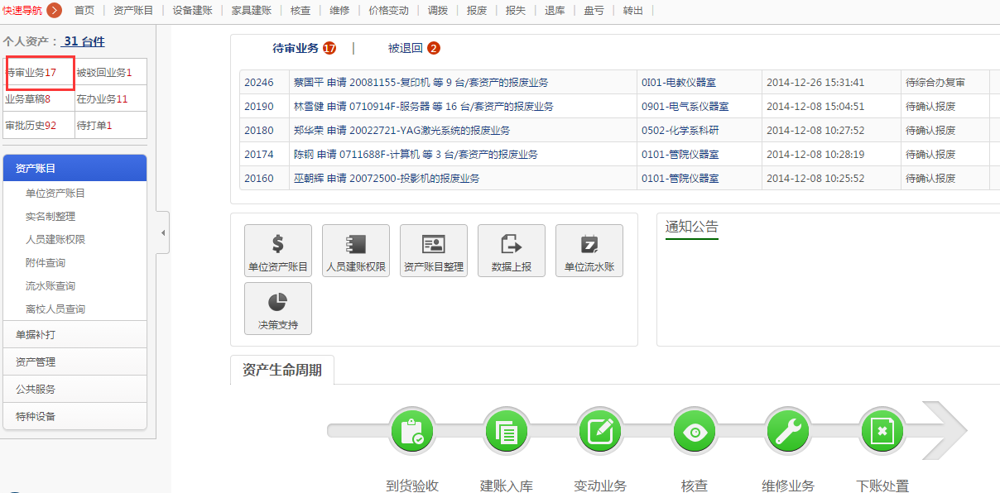 快速导航 首页 资产账目 设备建账 家具建账 核查 维修 价格变动 调拨 报废 报失 退库 盘亏 转出
个人资产： 31 台件
待审业务17 被驳回业务1
业务草稿8 在办业务11
审批历史92 待打单1
资产账目
单位资产账目
实名制整理
人员建账权限
附件查询
流水账查询
离校人员查询
单据补打
资产管理
公共服务
特种设备
待审业务 17 被退回 2
20246 蔡国平 申请 20081155-复印机 等 9 台/套资产的报废业务 0I01-电教仪器室 2014-12-26 15:31:41 待综合办复审
20190 林雪健 申请 0710914F-服务器 等 16 台/套资产的报废业务 0901-电气系仪器室 2014-12-08 15:04:51 待确认报废
20180 郑华荣 申请 20022721-YAG激光系统的报废业务 0502-化学系科研 2014-12-08 10:27:52 待确认报废
20174 陈钢 申请 0711688F-计算机 等 3 台/套资产的报废业务 0101-管院仪器室 2014-12-08 10:28:19 待确认报废
20160 巫朝辉 申请 20072500-投影机的报废业务 0101-管院仪器室 2014-12-08 10:25:52 待确认报废
单位资产账目 人员建账权限 资产账目整理 数据上报 单位流水账
决策支持
通知公告
资产生命周期
到货验收 建账入库 变动业务 核查 维修业务 下账处置